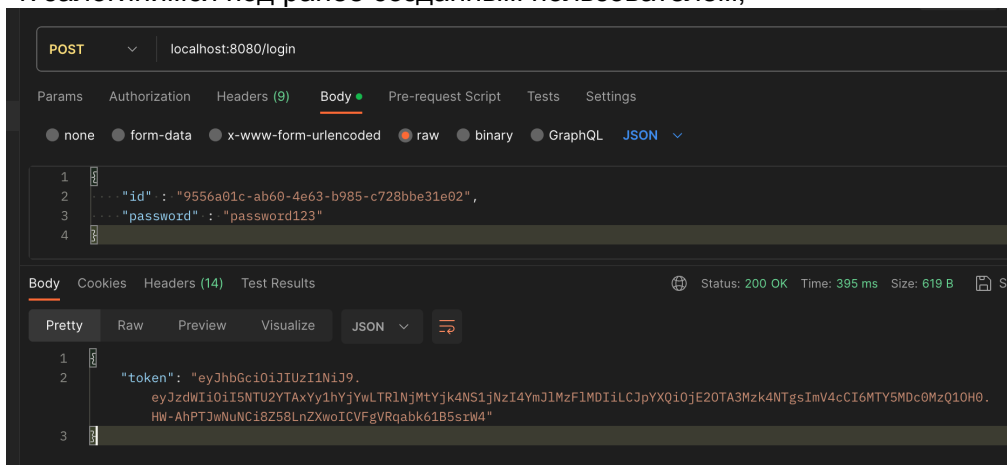 POST localhost:8080/login
Params Authorization Headers (9) Body Pre-request Script Tests Settings
none form-data x-www-form-urlencoded raw binary GraphQL JSON
1 {
2 "id" : "9556a01c-ab60-4e63-b985-c728bbe31e02",
3 "password" : "password123"
4 }
Body Cookies Headers (14) Test Results Status: 200 OK Time: 395 ms Size: 619 B
Pretty Raw Preview Visualize JSON
1 {
2 "token": "eyJhbGciOiJIUzI1NiJ9.
eyJzdWIiOiI5NTU2YTAxYy1hYjYwLTRlNjMtYjk4NS1jNzI4YmJlMzFlMDIiLCJpYXQiOjE2OTA3Mzk4NTgsImV4cCI6MTY5MDc0MzQ1OH0.
HW-AhPTJwNuNCi8Z58LnZXwoICVFgVRqabk61B5srW4"
3 }